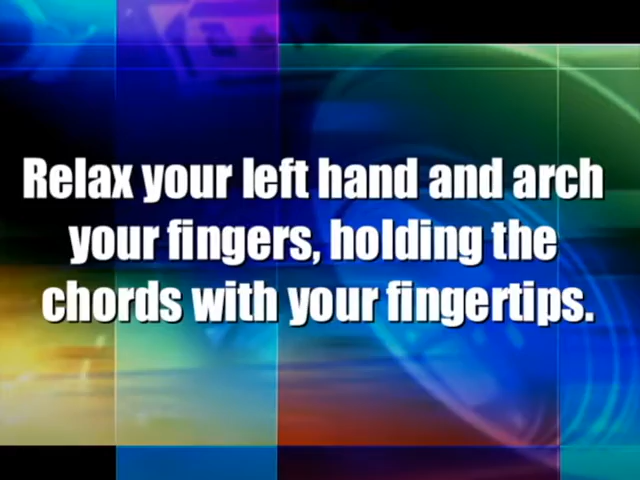 Relax your left hand and arch
your fingers, holding the
chords with your fingertips.